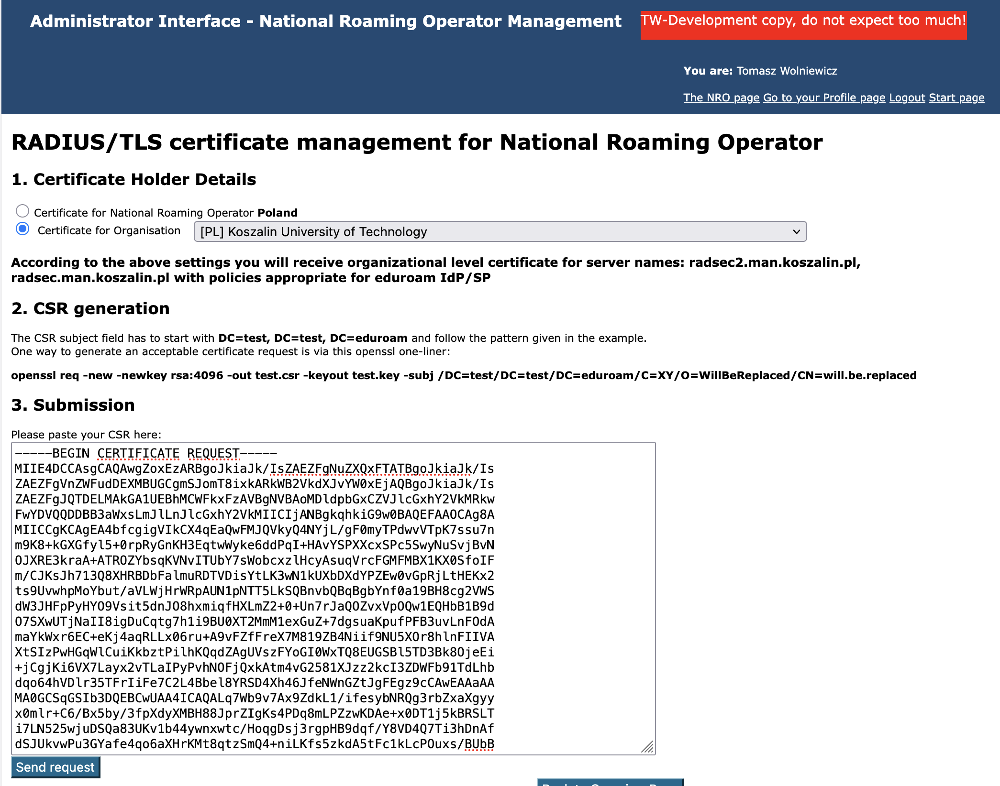 Administrator Interface - National Roaming Operator Management
TW-Development copy, do not expect too much!
You are: Tomasz Wolniewicz
The NRO page Go to your Profile page Logout Start page
RADIUS/TLS certificate management for National Roaming Operator
1. Certificate Holder Details
Certificate for National Roaming Operator Poland
Certificate for Organisation [PL] Koszalin University of Technology
According to the above settings you will receive organizational level certificate for server names: radsec2.man.koszalin.pl,
radsec.man.koszalin.pl with policies appropriate for eduroam IdP/SP
2. CSR generation
The CSR subject field has to start with DC=test, DC=test, DC=eduroam and follow the pattern given in the example.
One way to generate an acceptable certificate request is via this openssl one-liner:
openssl req -new -newkey rsa:4096 -out test.csr -keyout test.key -subj /DC=test/DC=test/DC=eduroam/C=XY/O=WillBeReplaced/CN=will.be.replaced
3. Submission
Please paste your CSR here:
-----BEGIN CERTIFICATE REQUEST-----
MIIE4DCCAsgCAQAwgZoxEzARBgoJkiaJk/IsZAEZFgNuZXQxFTATBgoJkiaJk/Is
ZAEZFgVnZWFudDEXMBUGCgmSJomT8ixkARkWB2VkdXJvYW0xEjAQBgoJkiaJk/Is
ZAEZFgJQTDELMAkGA1UEBhMCWFkxFzAVBgNVBAoMDldpbGxCZVJlcGxhY2VkMRkw
FwYDVQQDDBB3aWxsLmJlLnJlcGxhY2VkMIICIjANBgkqhkiG9w0BAQEFAAOCAg8A
MIICCgKCAgEA4bfcgigVIkCX4qEaQwFMJQVkyQ4NYjL/gF0myTPdwvVTpK7ssu7n
m9K8+kGXGfyl5+0rpRyGnKH3EqtwWyke6ddPqI+HAvYSPXXcxSPc5SwyNuSvjBvN
OJXRE3kraA+ATROZYbsqKVNvITUbY7sWobcxzlHcyAsuqVrcFGMFMBX1KX0SfoIF
m/CJKsJh713Q8XHRBDbFalmuRDTVDisYtLK3wN1kUXbDXdYPZEw0vGpRjLtHEKx2
ts9UvwhpMoYbut/aVLWjHrWRpAUN1pNTT5LkSQBnvbQBqBgbYnf0a19BH8cg2VWS
dW3JHFpPyHYO9Vsit5dnJO8hxmiqfHXLmZ2+0+Un7rJaQOZvxVpOQw1EQHbB1B9d
O7SXwUTjNaII8igDuCqtg7h1i9BU0XT2MmM1exGuZ+7dgsuaKpufPFB3uvLnFOdA
maYkWxr6EC+eKj4aqRLLx06ru+A9vFZfFreX7M819ZB4Niif9NU5XOr8hlnFIIVA
XtSIzPwHGqWlCuiKkbztPilhKQqdZAgUVszFYoGI0WxTQ8EUGSBl5TD3Bk8OjeEi
+jCgjKi6VX7Layx2vTLaIPyPvhNOFjQxkAtm4vG2581XJzz2kcI3ZDWFb91TdLhb
dqo64hVDlr35TFrIiFe7C2L4Bbel8YRSD4Xh46JfeNWnGZtJgFEgz9cCAwEAAaAA
MA0GCSqGSIb3DQEBCwUAA4ICAQALq7Wb9v7Ax9ZdkL1/ifesybNRQg3rbZxaXgyy
x0mlr+C6/Bx5by/3fpXdyXMBH88JprZIgKs4PDq8mLPZzwKDAe+x0DT1j5kBRSLT
i7LN525wjuDSQa83UKv1b44ywnxwtc/HoqgDsj3rgpHB9dqf/Y8VD4Q7Ti3hDnAf
dSJUkvwPu3GYafe4qo6aXHrKMt8qtzSmQ4+niLKfs5zkdA5tFc1kLcPOuxs/BUbB
Send request